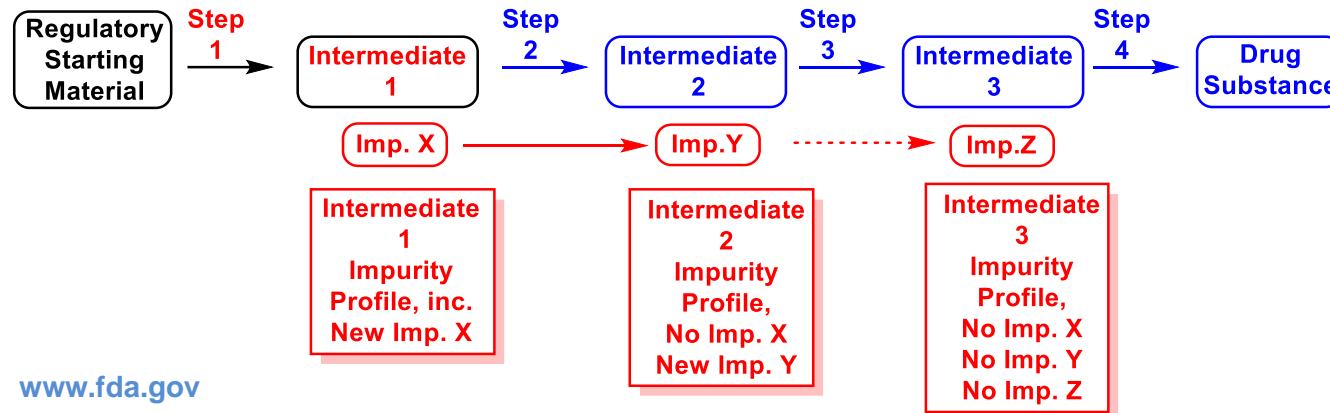 Regulatory
Starting
Material
Step
1
Intermediate
1
Step
2
Intermediate
2
Step
3
Intermediate
3
Step
4
Drug
Substance
Imp. X
Imp.Y
Imp.Z
Intermediate
1
Impurity
Profile, inc.
New Imp. X
Intermediate
2
Impurity
Profile,
No Imp. X
New Imp. Y
Intermediate
3
Impurity
Profile,
No Imp. X
No Imp. Y
No Imp. Z
www.fda.gov